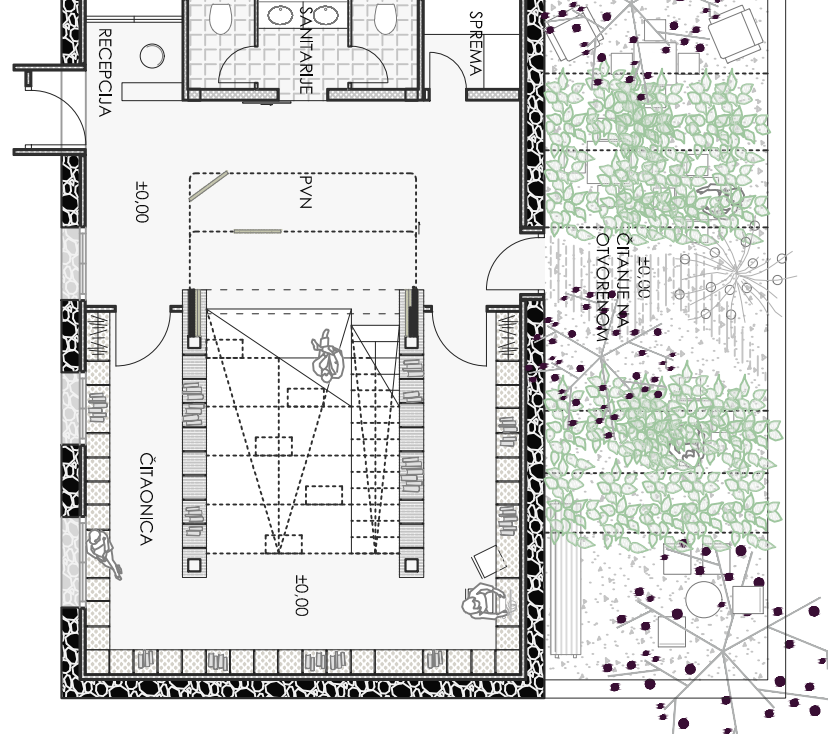 RECEPCIJA
SANITARIJE
SPREMA
±0,00
PVN
ČITANJE NA
OTVORENOM
±0,00
ČITAONICA
±0,00